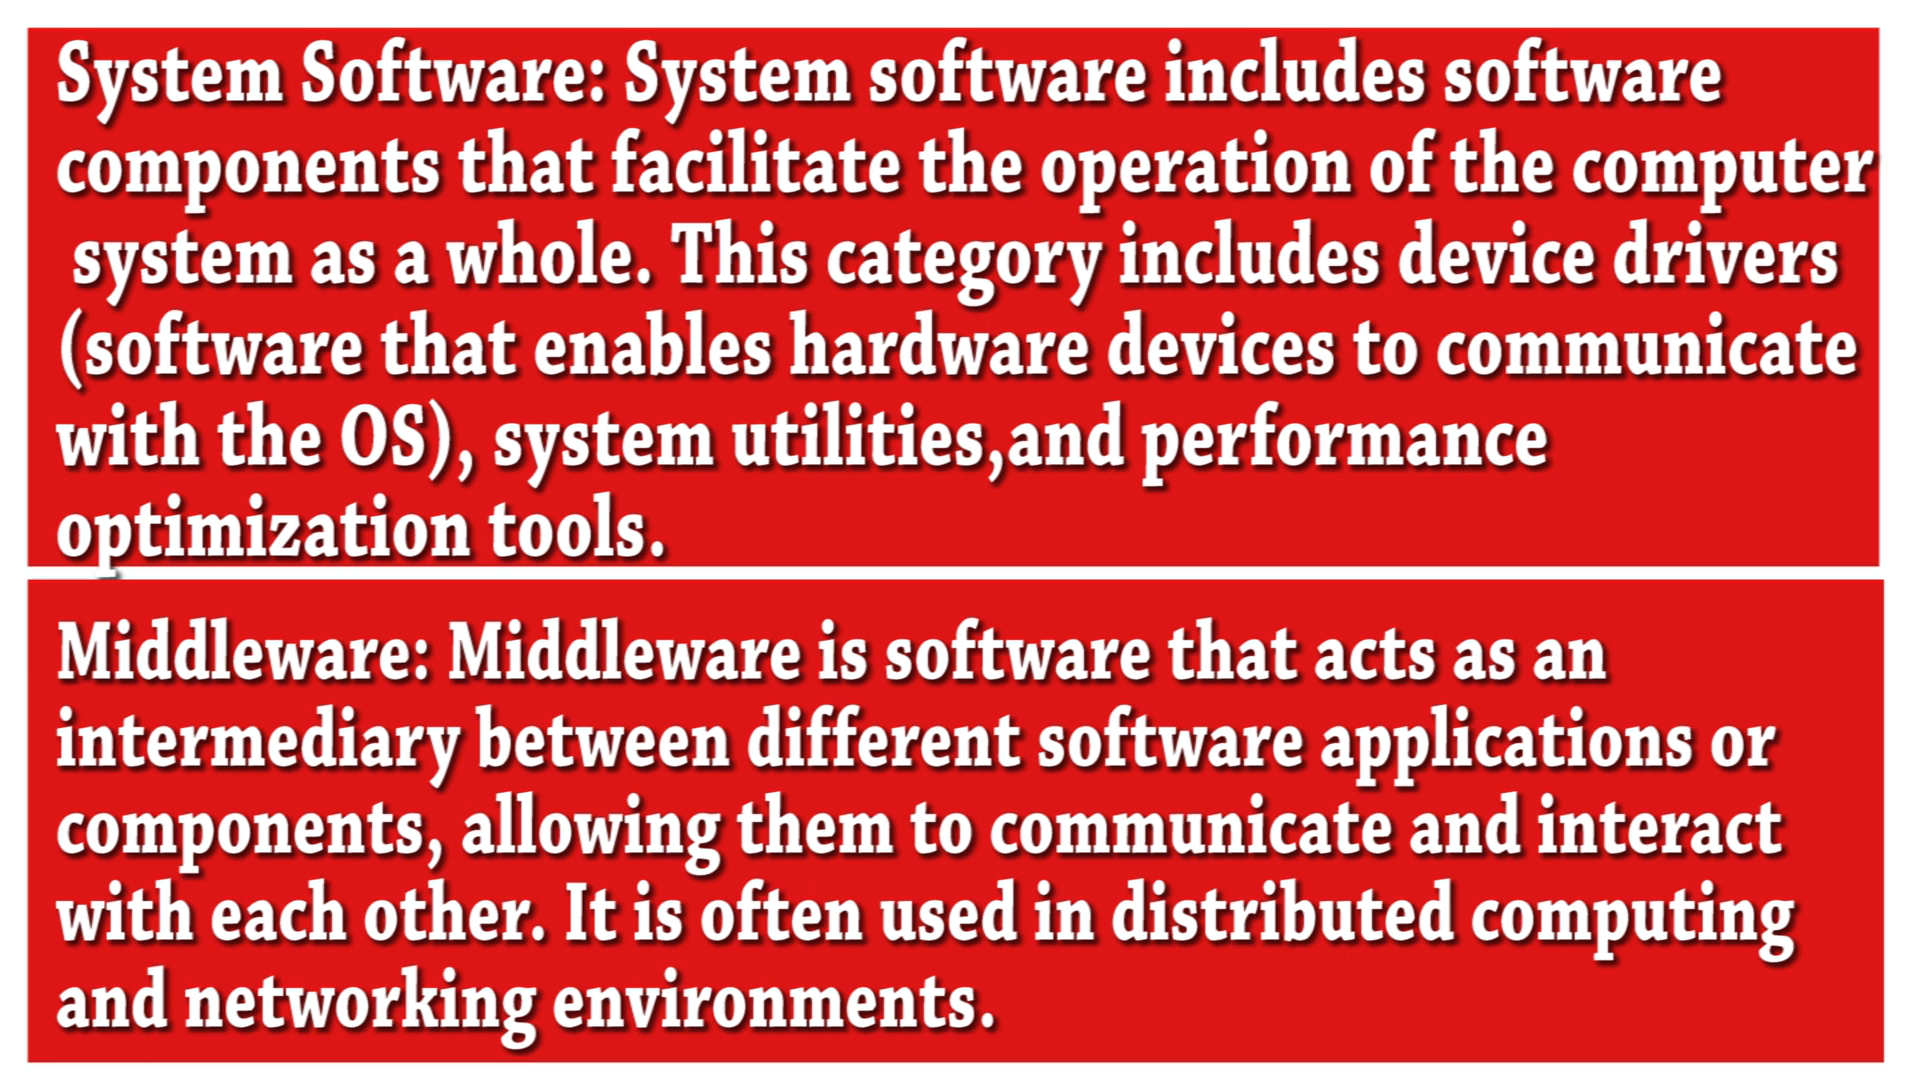 System Software: System software includes software
components that facilitate the operation of the computer
system as a whole. This category includes device drivers
(software that enables hardware devices to communicate
with the OS), system utilities,and performance
optimization tools.
Middleware: Middleware is software that acts as an
intermediary between different software applications or
components, allowing them to communicate and interact
with each other. It is often used in distributed computing
and networking environments.